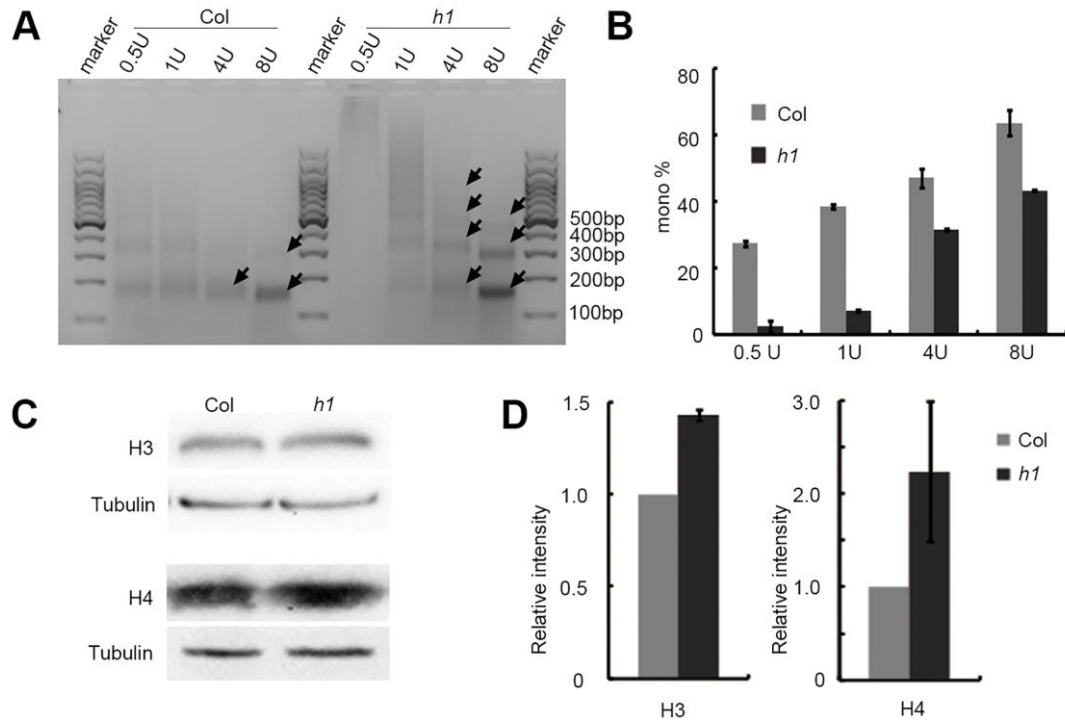 A
Col
h1
marker
0.5U
1U
4U
8U
marker
0.5U
1U
4U
8U
marker
500bp
400bp
300bp
200bp
100bp
B
mono %
80
60
40
20
0
Col
h1
0.5 U
1U
4U
8U
C
Col
h1
H3
Tubulin
H4
Tubulin
D
Relative intensity
1.5
1.0
0.5
0
H3
Relative intensity
3.0
2.0
1.0
0
H4
Col
h1